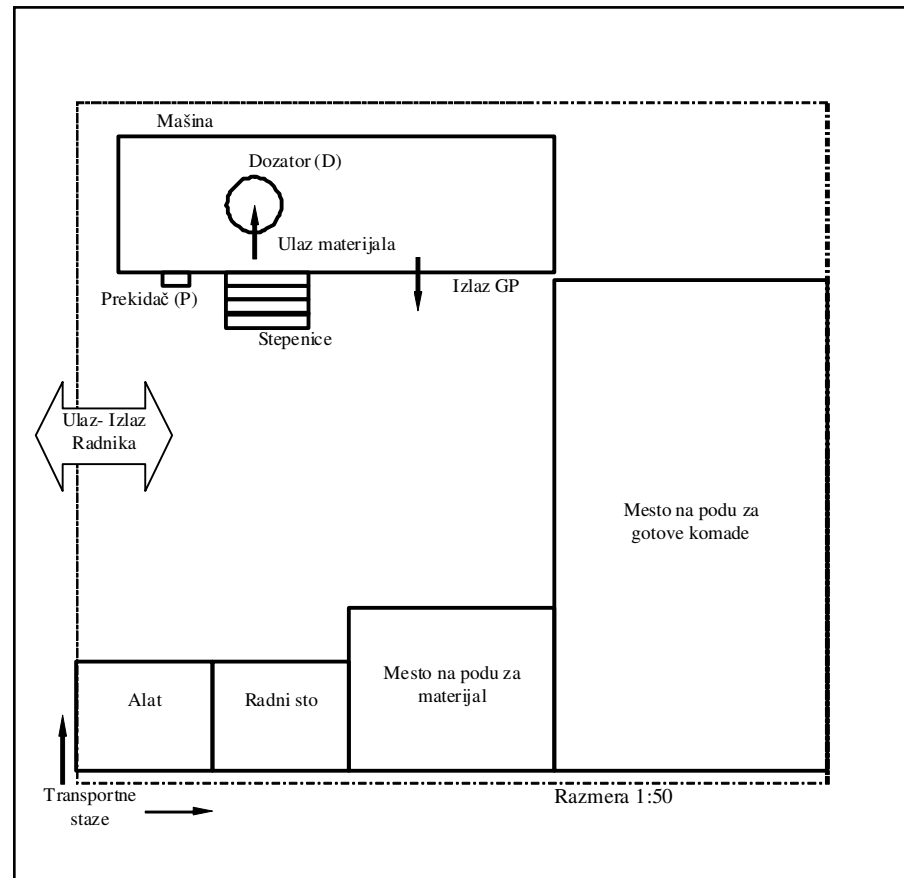 Mašina
Dozator (D)
Ulaz materijala
Prekidač (P)
Izlaz GP
Stepenice
Ulaz- Izlaz
Radnika
Mesto na podu za
gotove komade
Alat
Radni sto
Mesto na podu za
materijal
Transportne
staze
Razmera 1:50